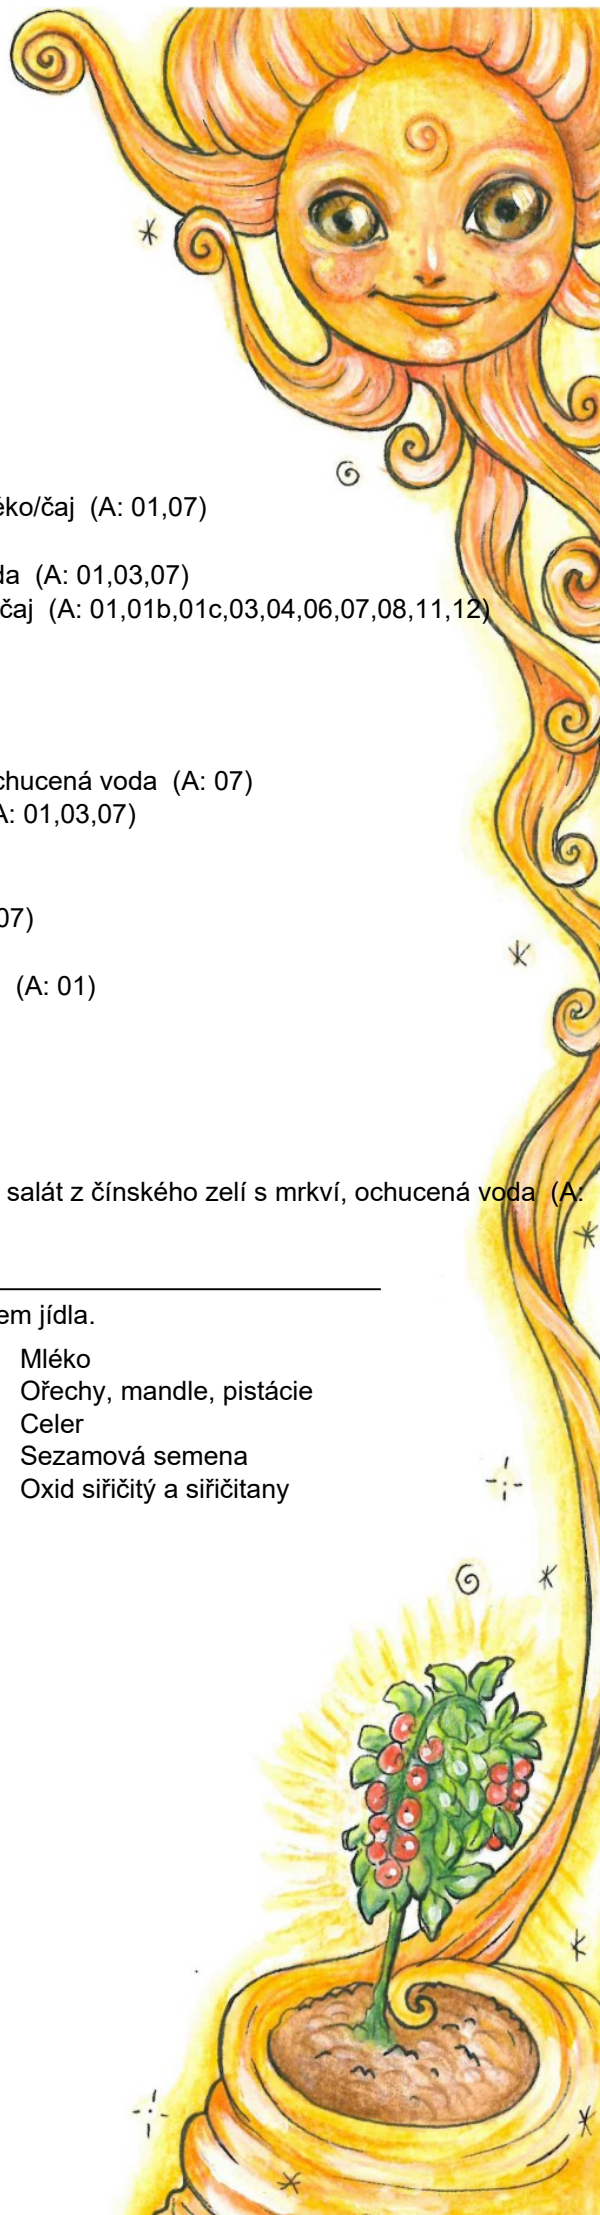 éko/čaj (A: 01,07)
da (A: 01,03,07)
čaj (A: 01,01b,01c,03,04,06,07,08,11,12)
chucená voda (A: 07)
A: 01,03,07)
07)
(A: 01)
salát z čínského zelí s mrkví, ochucená voda (A:
em jídla.
Mléko
Ořechy, mandle, pistácie
Celer
Sezamová semena
Oxid siřičitý a siřičitany